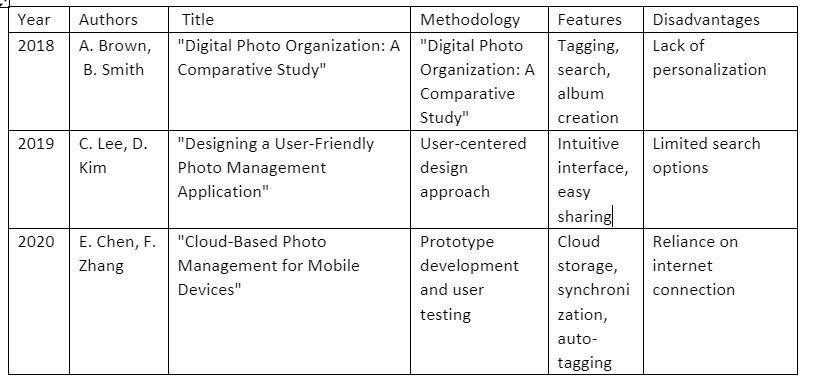 Year Authors Title Methodology Features Disadvantages
2018 A. Brown, "Digital Photo Organization: A "Digital Photo Tagging, Lack of
B. Smith Comparative Study" Organization: A search, personalization
Comparative album
Study" creation
2019 C. Lee, D. "Designing a User-Friendly User-centered Intuitive Limited search
Kim Photo Management design interface, options
Application" approach easy
sharing
2020 E. Chen, F. "Cloud-Based Photo Prototype Cloud Reliance on
Zhang Management for Mobile development storage, internet
Devices" and user synchroni connection
testing zation,
auto-
tagging